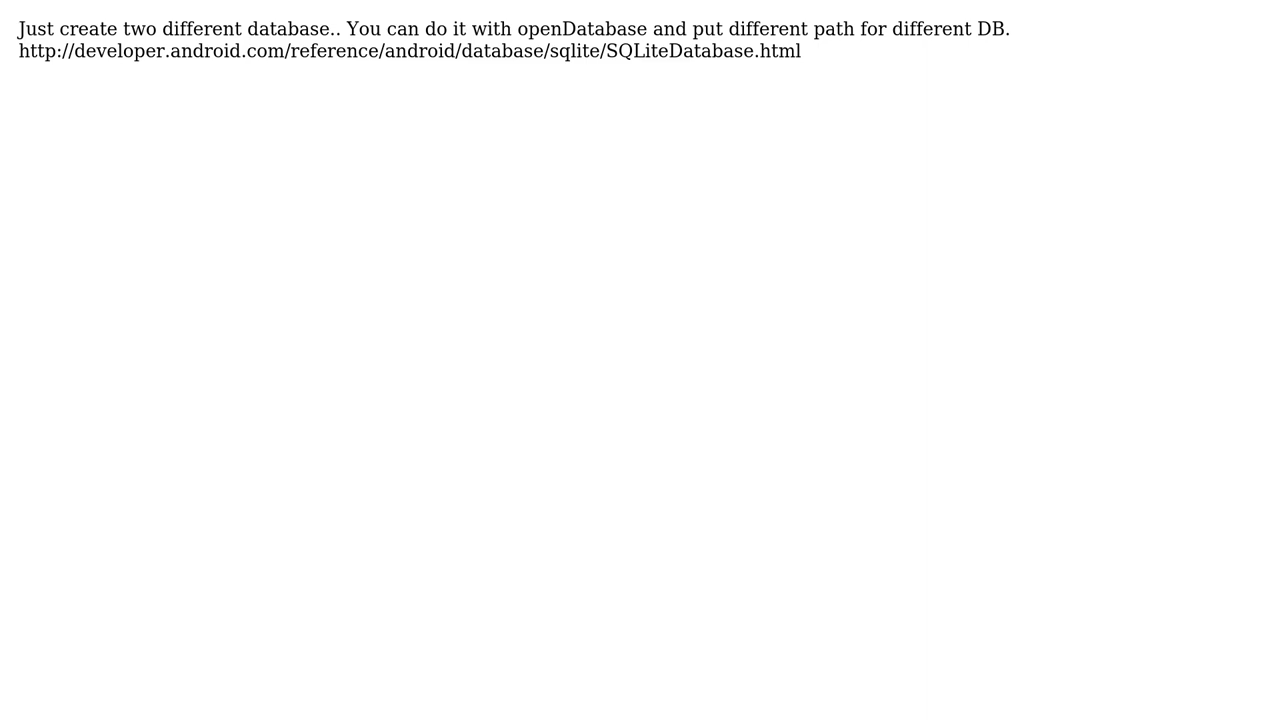 Just create two different database.. You can do it with openDatabase and put different path for different DB.
http://developer.android.com/reference/android/database/sqlite/SQLiteDatabase.html